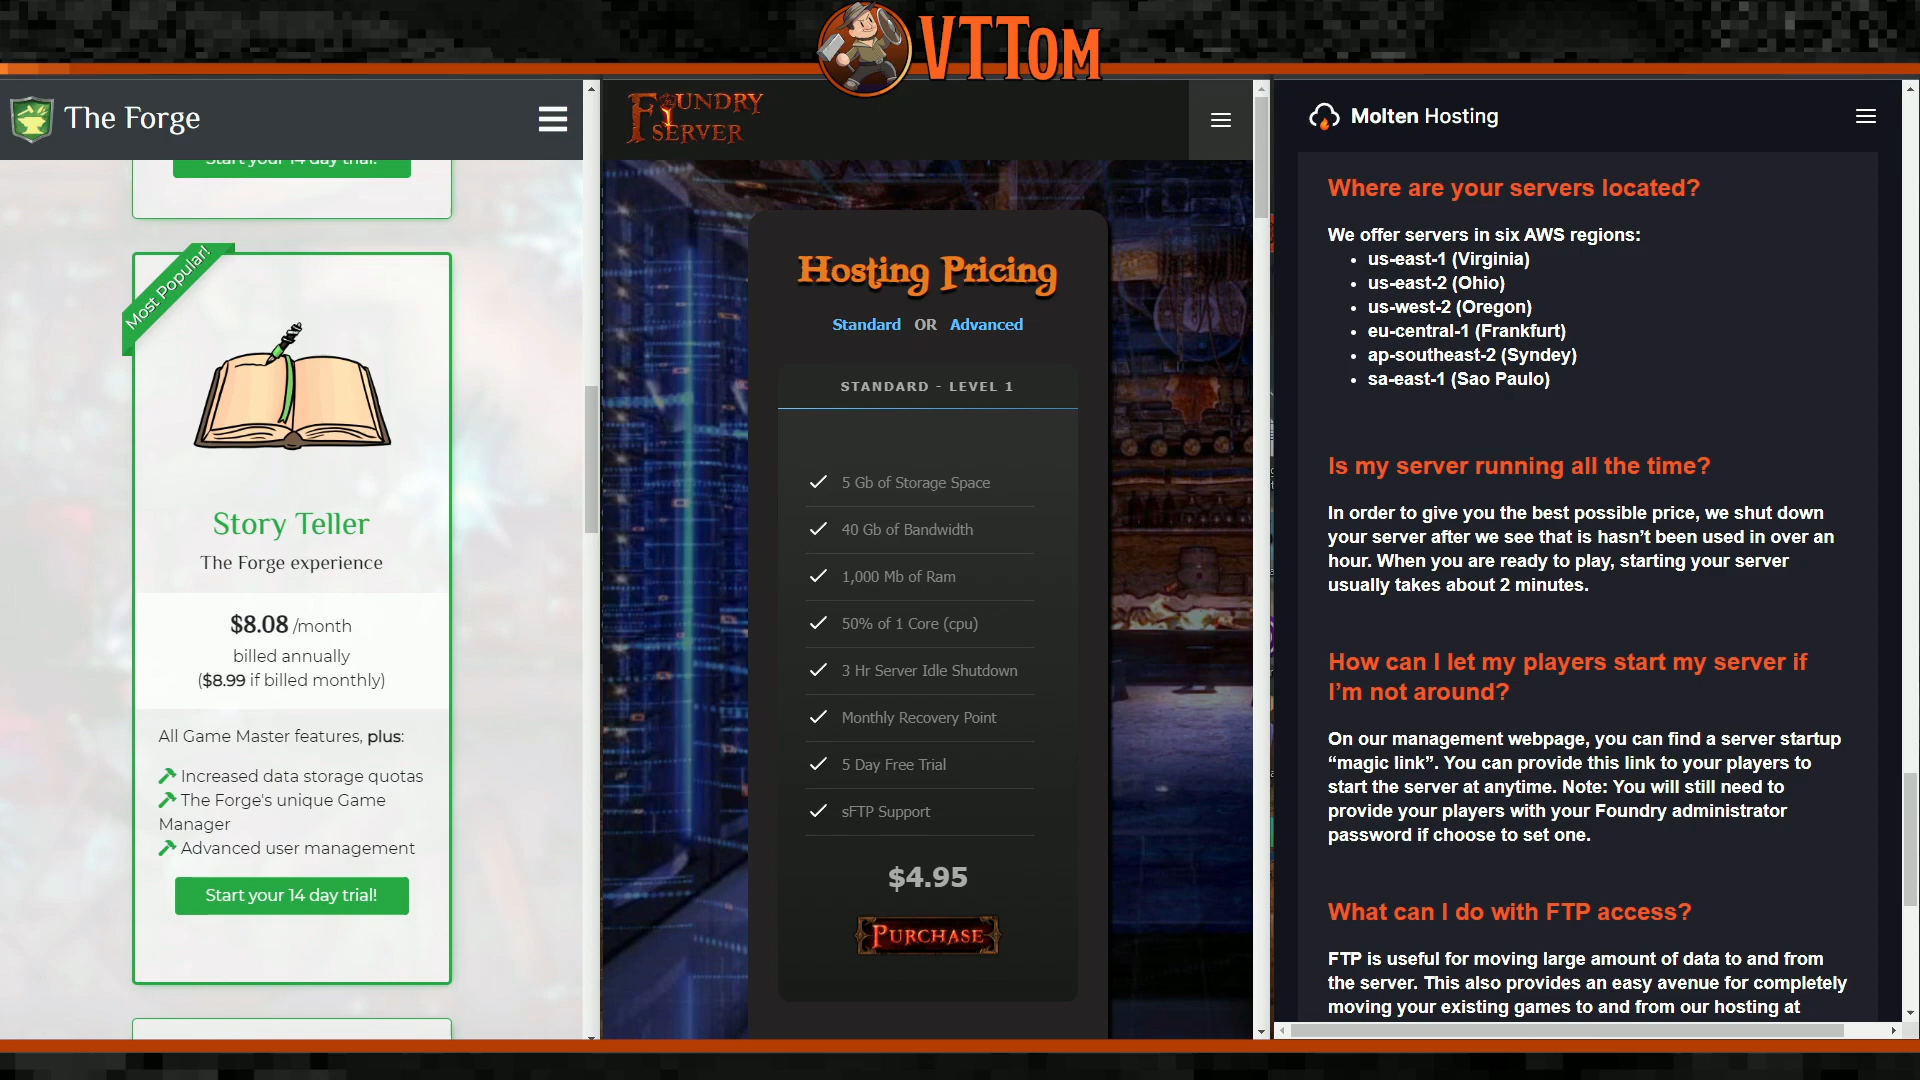 VTTOM
The Forge
Start your 14 day trial!
Most Popular!
Story Teller
The Forge experience
$8.08 /month
billed annually
($8.99 if billed monthly)
All Game Master features, plus:
Increased data storage quotas
The Forge's unique Game
Manager
Advanced user management
Start your 14 day trial!
FOUNDRY
SERVER
Hosting Pricing
Standard OR Advanced
STANDARD - LEVEL 1
5 Gb of Storage Space
40 Gb of Bandwidth
1,000 Mb of Ram
50% of 1 Core (cpu)
3 Hr Server Idle Shutdown
Monthly Recovery Point
5 Day Free Trial
sFTP Support
$4.95
PURCHASE
Molten Hosting
Where are your servers located?
We offer servers in six AWS regions:
• us-east-1 (Virginia)
• us-east-2 (Ohio)
• us-west-2 (Oregon)
• eu-central-1 (Frankfurt)
• ap-southeast-2 (Syndey)
• sa-east-1 (Sao Paulo)
Is my server running all the time?
In order to give you the best possible price, we shut down
your server after we see that is hasn’t been used in over an
hour. When you are ready to play, starting your server
usually takes about 2 minutes.
How can I let my players start my server if
I’m not around?
On our management webpage, you can find a server startup
“magic link”. You can provide this link to your players to
start the server at anytime. Note: You will still need to
provide your players with your Foundry administrator
password if choose to set one.
What can I do with FTP access?
FTP is useful for moving large amount of data to and from
the server. This also provides an easy avenue for completely
moving your existing games to and from our hosting at